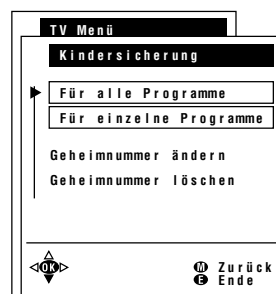 TV Menü
Kindersicherung
Für alle Programme
Für einzelne Programme
Geheimnummer ändern
Geheimnummer löschen
OK
M Zurück
E Ende